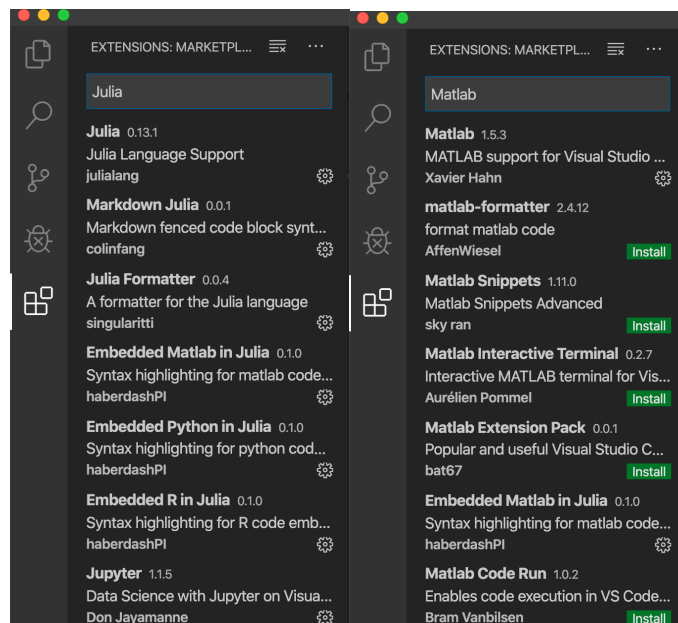 EXTENSIONS: MARKETPL...
Julia
Julia 0.13.1
Julia Language Support
julialang
Markdown Julia 0.0.1
Markdown fenced code block synt...
colinfang
Julia Formatter 0.0.4
A formatter for the Julia language
singularitti
Embedded Matlab in Julia 0.1.0
Syntax highlighting for matlab code...
haberdashPI
Embedded Python in Julia 0.1.0
Syntax highlighting for python cod...
haberdashPI
Embedded R in Julia 0.1.0
Syntax highlighting for R code emb...
haberdashPI
Jupyter 1.1.5
Data Science with Jupyter on Visua...
Don Jayamanne
EXTENSIONS: MARKETPL...
Matlab
Matlab 1.5.3
MATLAB support for Visual Studio ...
Xavier Hahn
matlab-formatter 2.4.12
format matlab code
AffenWiesel Install
Matlab Snippets 1.11.0
Matlab Snippets Advanced
sky ran Install
Matlab Interactive Terminal 0.2.7
Interactive MATLAB terminal for Vis...
Aurélien Pommel Install
Matlab Extension Pack 0.0.1
Popular and useful Visual Studio C...
bat67 Install
Embedded Matlab in Julia 0.1.0
Syntax highlighting for matlab code...
haberdashPI
Matlab Code Run 1.0.2
Enables code execution in VS Code...
Bram Vanbilsen Install